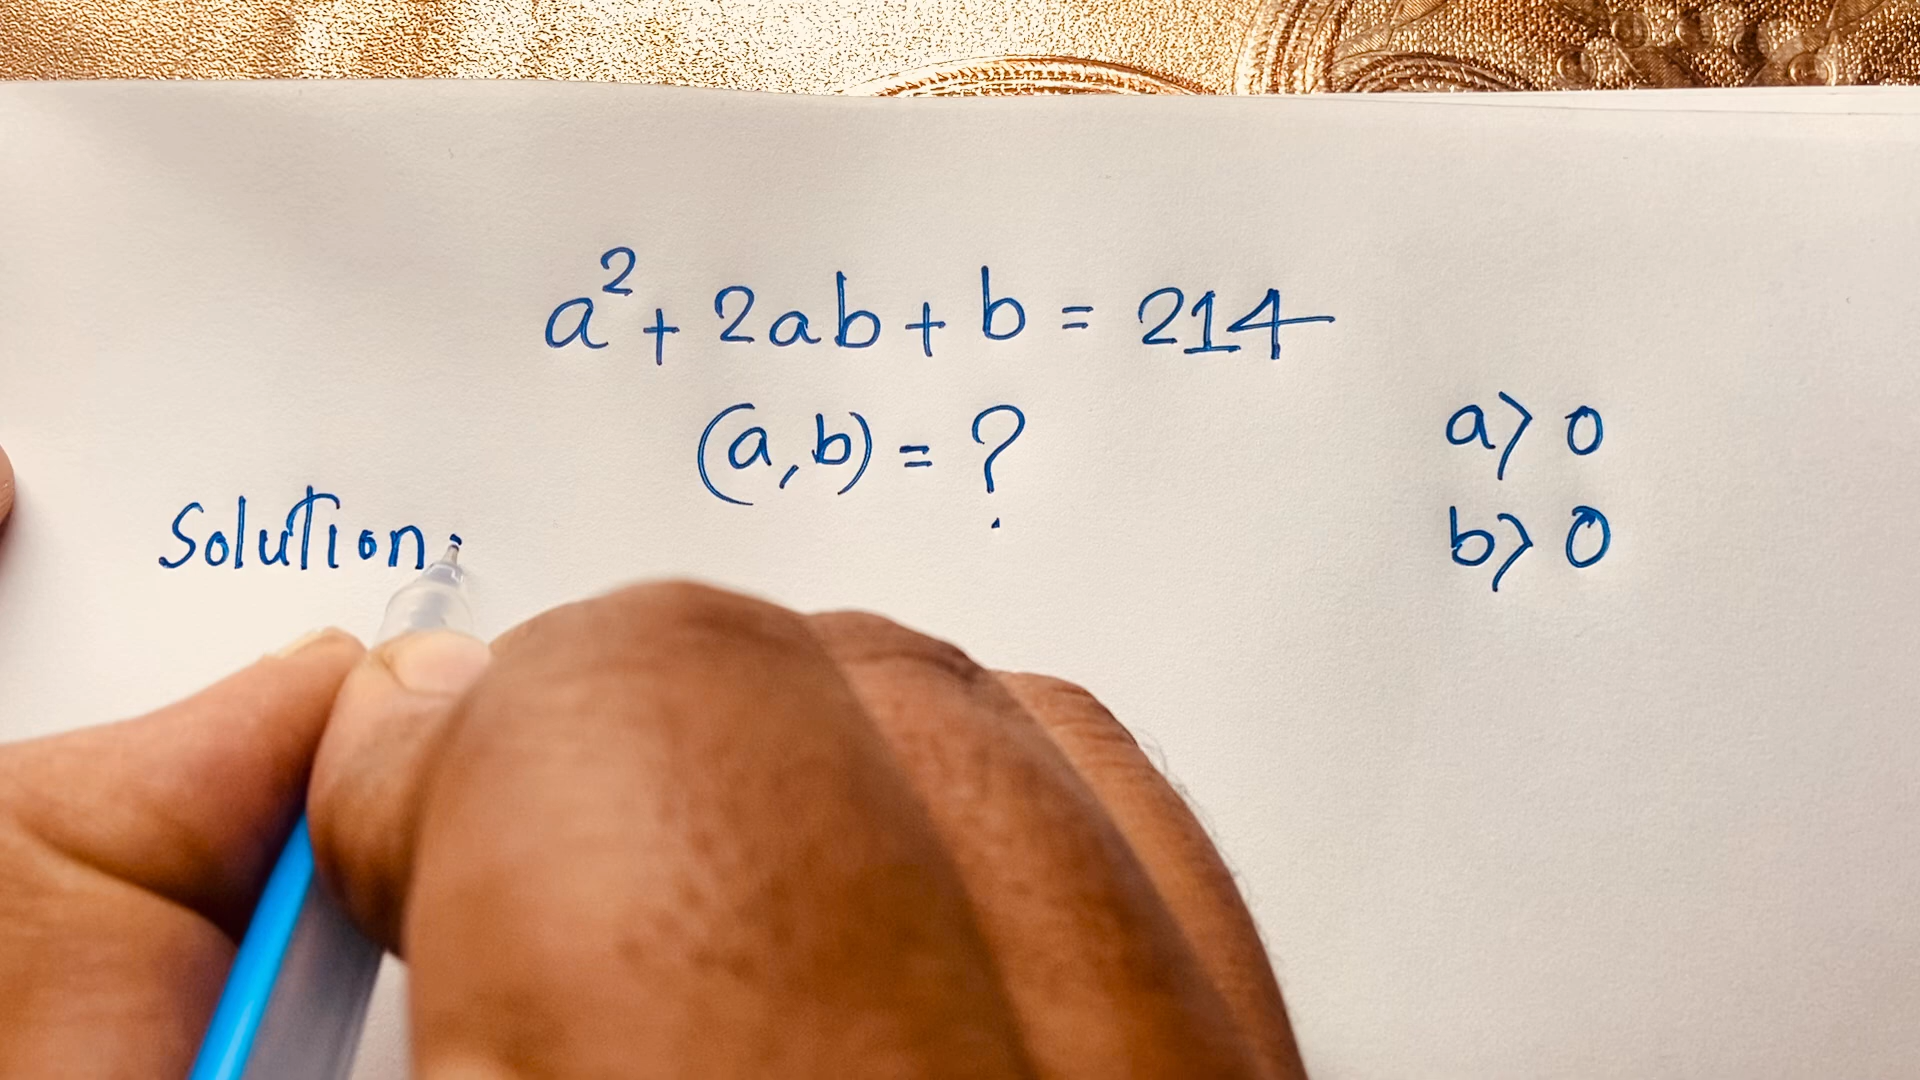 a² + 2ab + b = 214
(a, b) = ?
a > 0
b > 0
Solution: